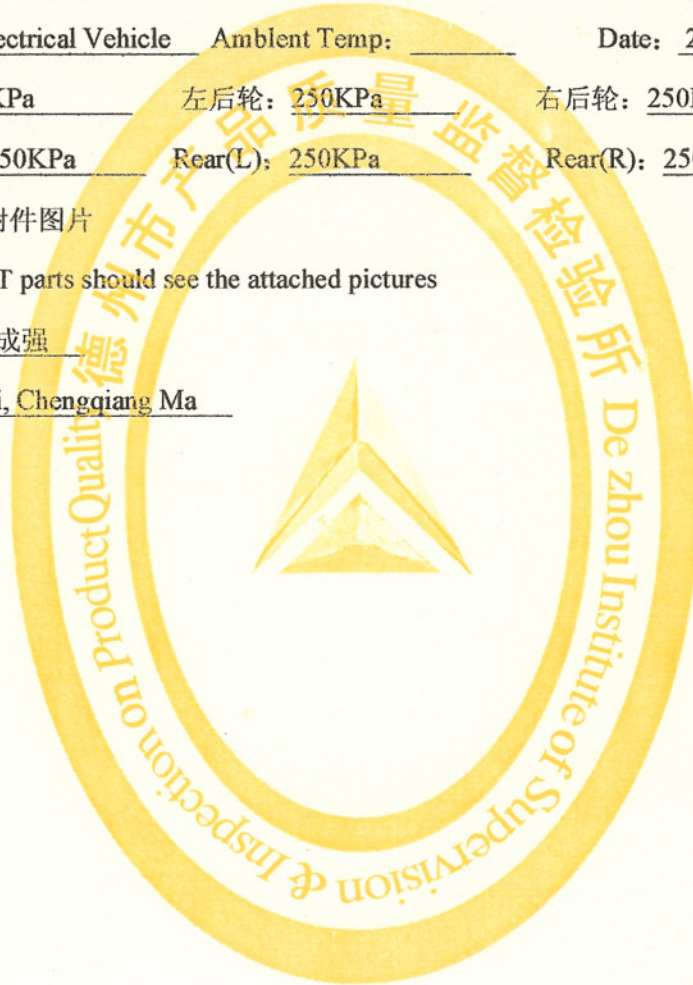 ectrical Vehicle Amblent Temp: Date: 2
KPa 左后轮：250KPa 右后轮：250
50KPa Rear(L): 250KPa Rear(R): 25
附件图片
T parts should see the attached pictures
成强
i, Chengqiang Ma
德州市产品质量监督检验所
De zhou Institute of Supervision & Inspection on Product Quality